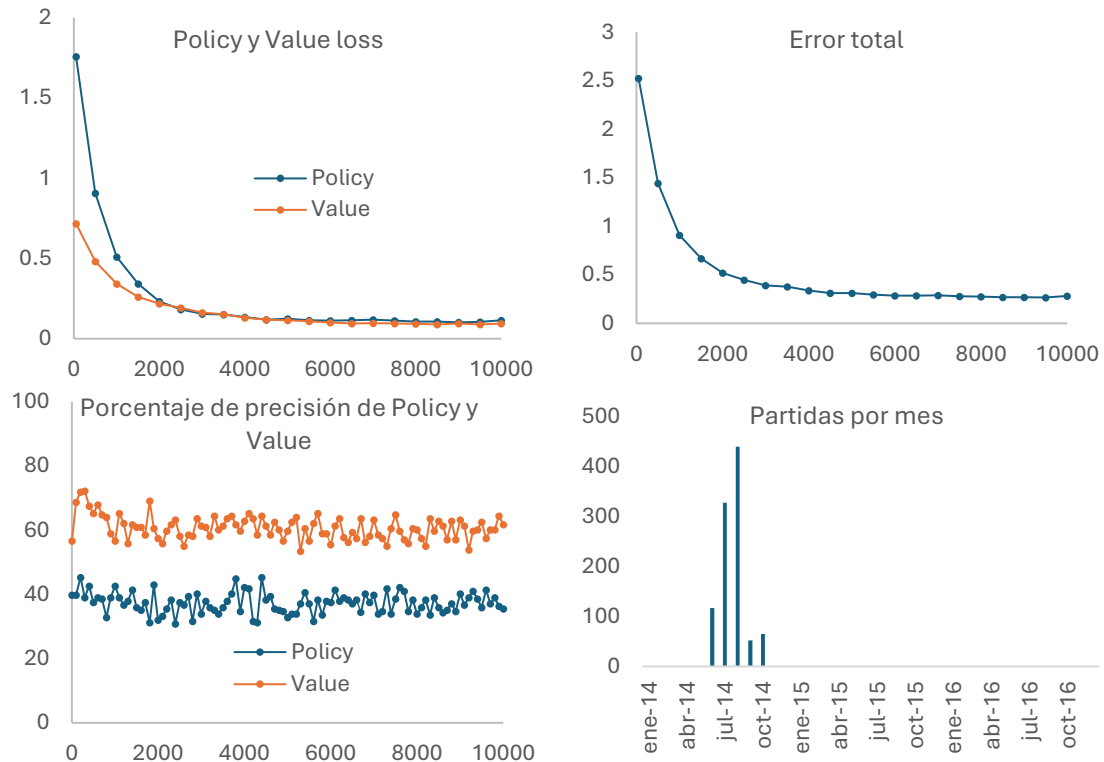 Policy y Value loss
2
1.5
1
0.5
0
Policy
Value
0 2000 4000 6000 8000 10000
Error total
3
2.5
2
1.5
1
0.5
0
0 2000 4000 6000 8000 10000
Porcentaje de precisión de Policy y
Value
100
80
60
40
20
0
Policy
Value
0 2000 4000 6000 8000 10000
Partidas por mes
500
400
300
200
100
0
ene-14
abr-14
jul-14
oct-14
ene-15
abr-15
jul-15
oct-15
ene-16
abr-16
jul-16
oct-16